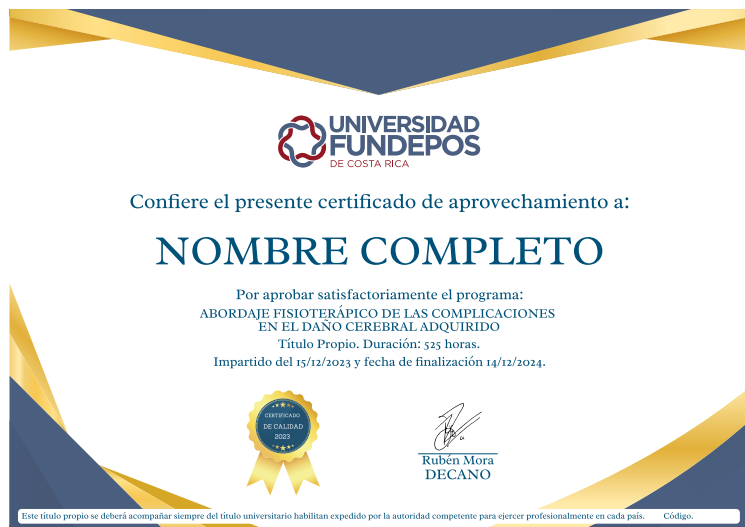 UNIVERSIDAD
FUNDEPOS
DE COSTA RICA
Confiere el presente certificado de aprovechamiento a:
NOMBRE COMPLETO
Por aprobar satisfactoriamente el programa:
ABORDAJE FISIOTERÁPICO DE LAS COMPLICACIONES
EN EL DAÑO CEREBRAL ADQUIRIDO
Título Propio. Duración: 525 horas.
Impartido del 15/12/2023 y fecha de finalización 14/12/2024.
CERTIFICADO
DE CALIDAD
2023
Rubén Mora
DECANO
Este título propio se deberá acompañar siempre del título universitario habilitan expedido por la autoridad competente para ejercer profesionalmente en cada país. Código.